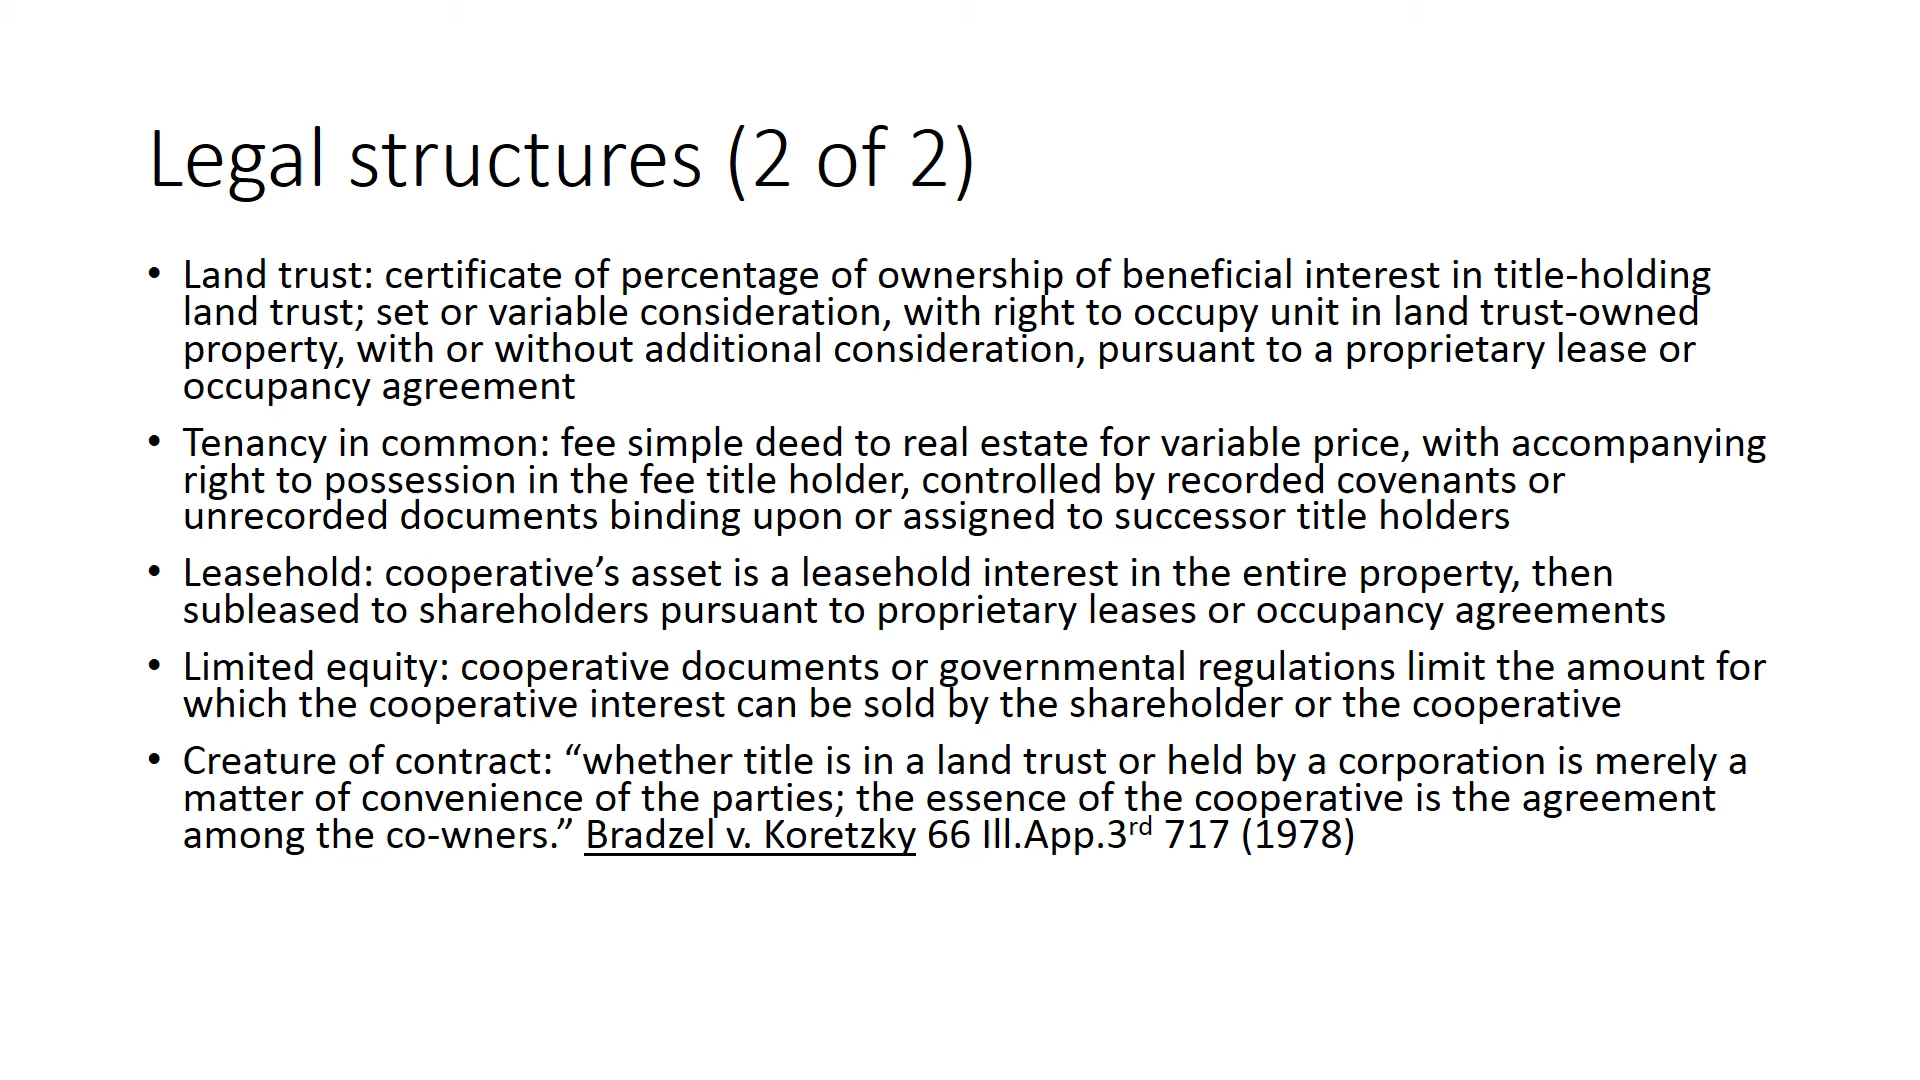 Legal structures (2 of 2)
• Land trust: certificate of percentage of ownership of beneficial interest in title-holding
land trust; set or variable consideration, with right to occupy unit in land trust-owned
property, with or without additional consideration, pursuant to a proprietary lease or
occupancy agreement
• Tenancy in common: fee simple deed to real estate for variable price, with accompanying
right to possession in the fee title holder, controlled by recorded covenants or
unrecorded documents binding upon or assigned to successor title holders
• Leasehold: cooperative’s asset is a leasehold interest in the entire property, then
subleased to shareholders pursuant to proprietary leases or occupancy agreements
• Limited equity: cooperative documents or governmental regulations limit the amount for
which the cooperative interest can be sold by the shareholder or the cooperative
• Creature of contract: “whether title is in a land trust or held by a corporation is merely a
matter of convenience of the parties; the essence of the cooperative is the agreement
among the co-wners.” Bradzel v. Koretzky 66 Ill.App.3rd 717 (1978)